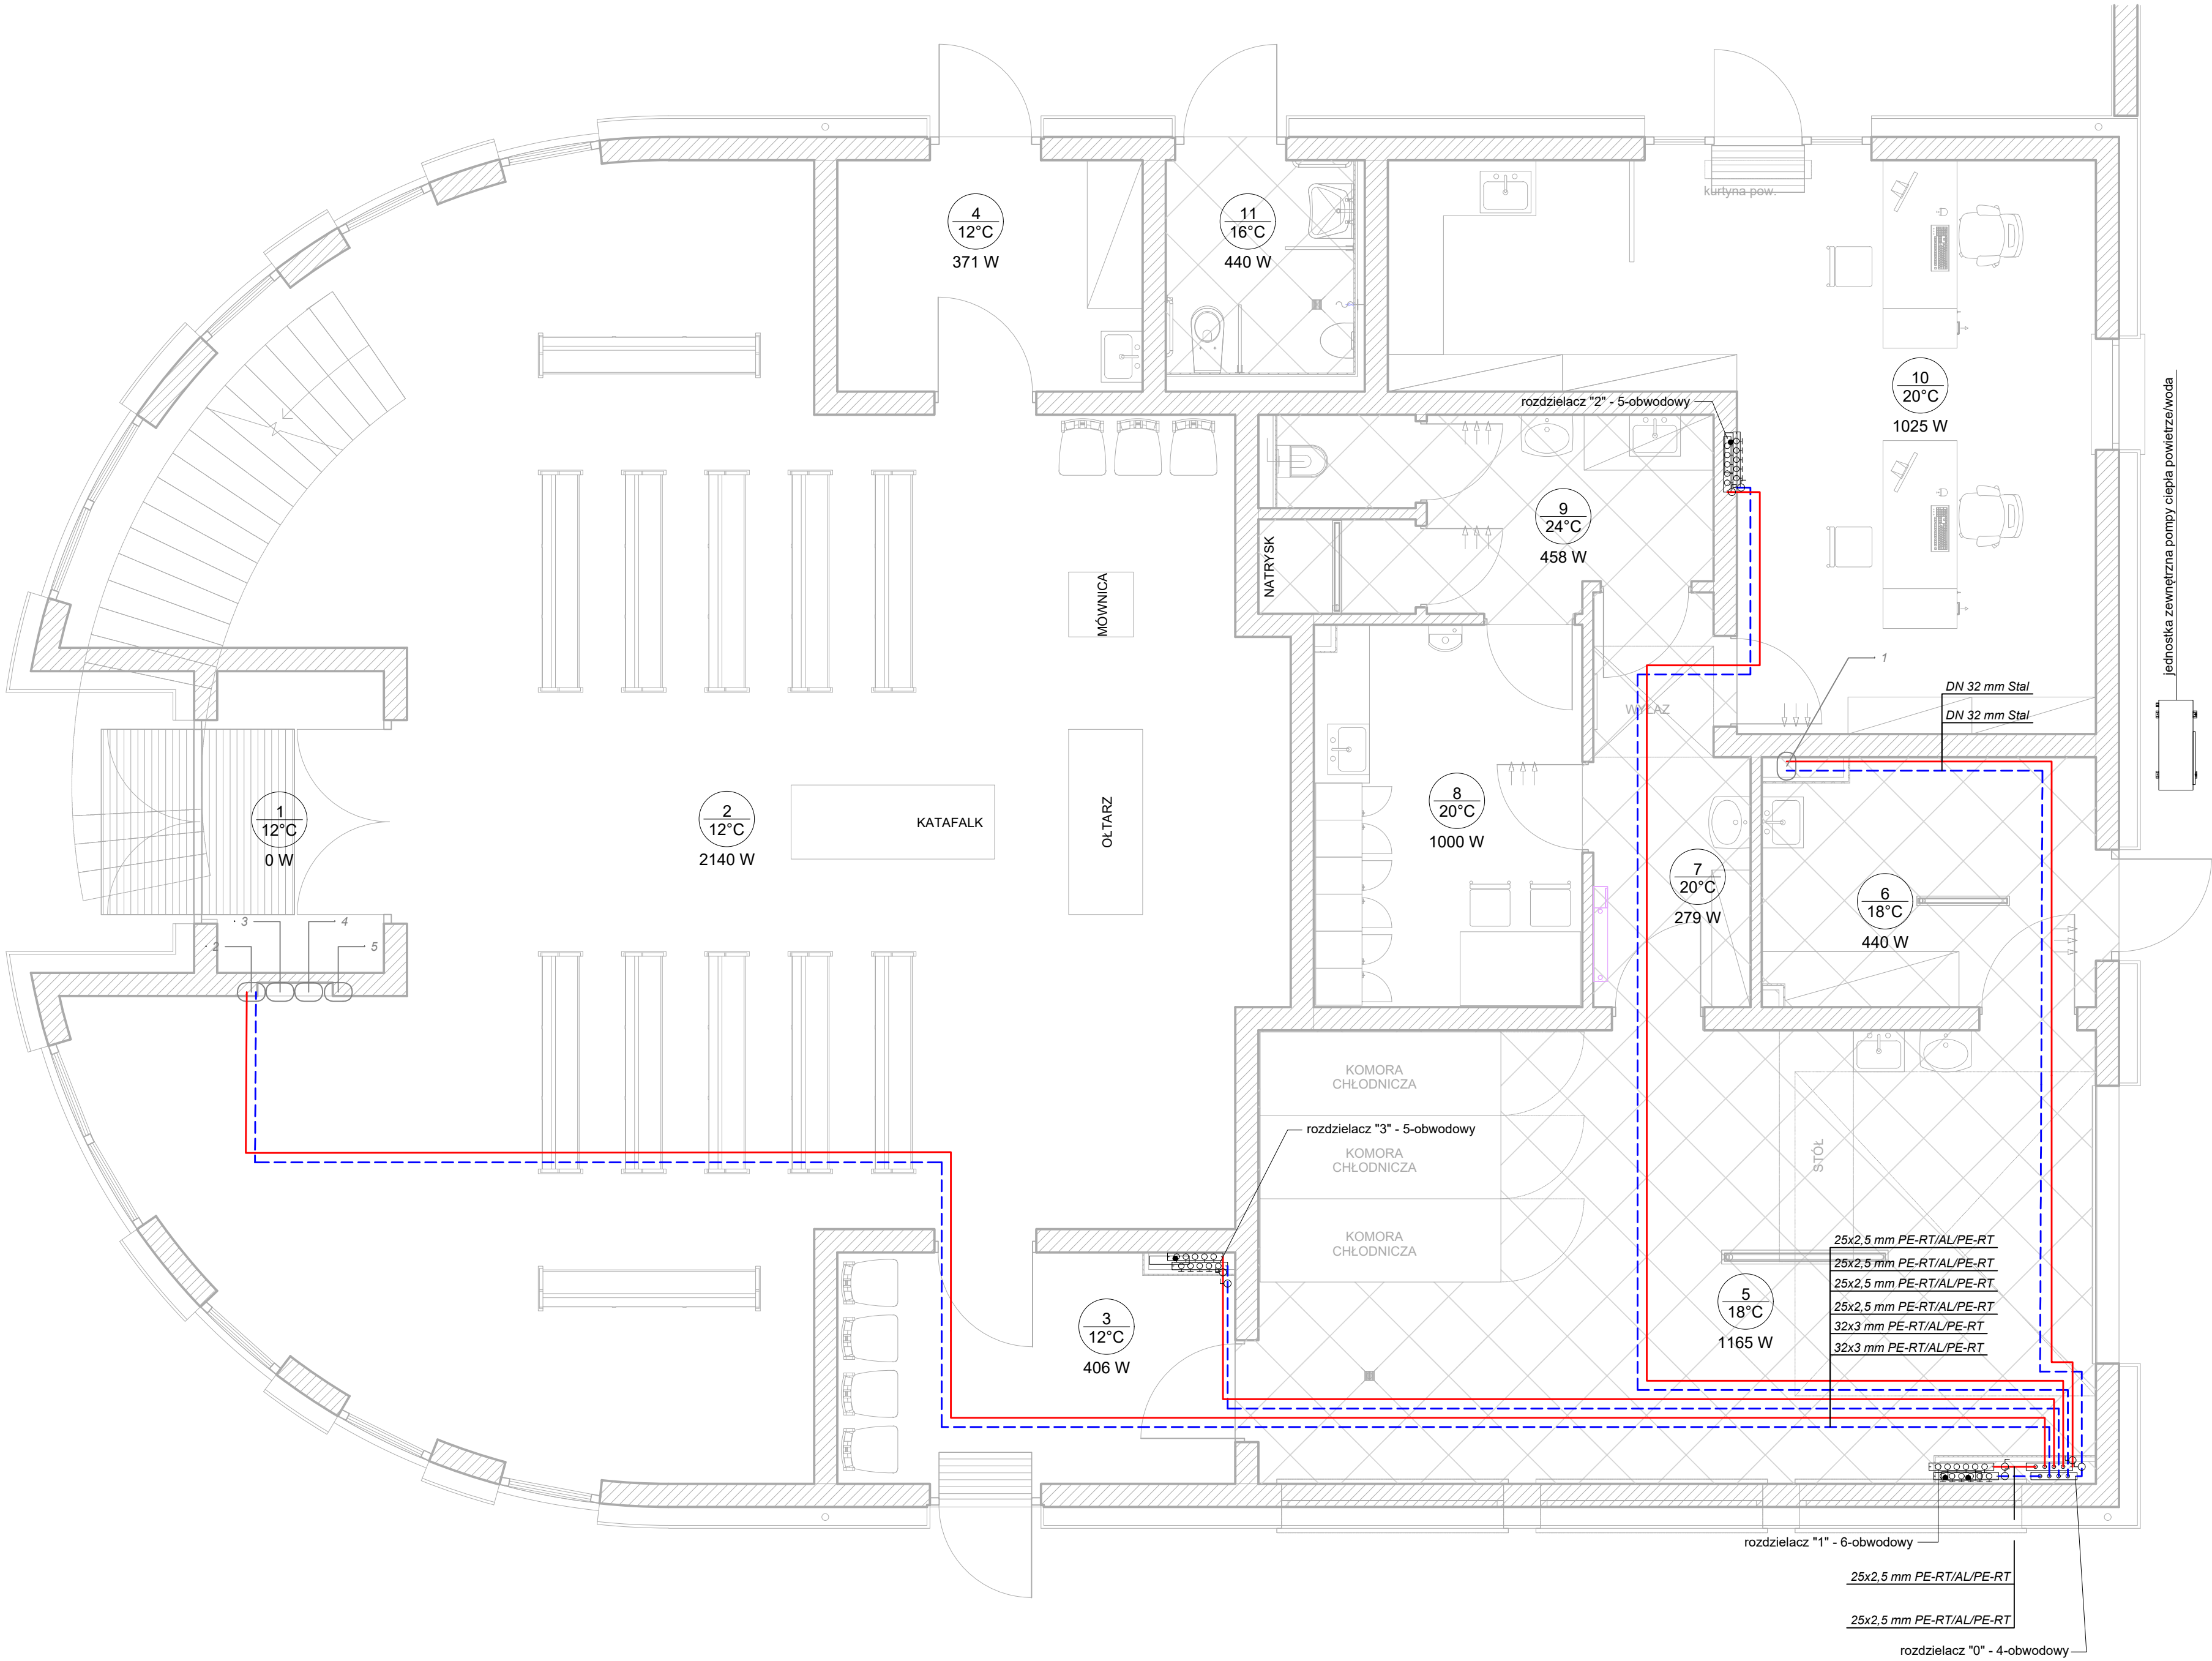 4
12°C
371 W
11
16°C
440 W
kurtyna pow.
10
20°C
1025 W
jednostka zewnętrzna pompy ciepła powietrze/woda
rozdzielacz "2" - 5-obwodowy
9
24°C
458 W
NATRYSK
MÓWNICA
1
DN 32 mm Stal
DN 32 mm Stal
WYŁAZ
1
12°C
0 W
2
12°C
2140 W
KATAFALK
OŁTARZ
8
20°C
1000 W
7
20°C
279 W
6
18°C
440 W
3
4
2
5
KOMORA
CHŁODNICZA
rozdzielacz "3" - 5-obwodowy
KOMORA
CHŁODNICZA
STÓŁ
KOMORA
CHŁODNICZA
25x2,5 mm PE-RT/AL/PE-RT
25x2,5 mm PE-RT/AL/PE-RT
25x2,5 mm PE-RT/AL/PE-RT
25x2,5 mm PE-RT/AL/PE-RT
32x3 mm PE-RT/AL/PE-RT
32x3 mm PE-RT/AL/PE-RT
5
18°C
1165 W
3
12°C
406 W
rozdzielacz "1" - 6-obwodowy
25x2,5 mm PE-RT/AL/PE-RT
25x2,5 mm PE-RT/AL/PE-RT
rozdzielacz "0" - 4-obwodowy